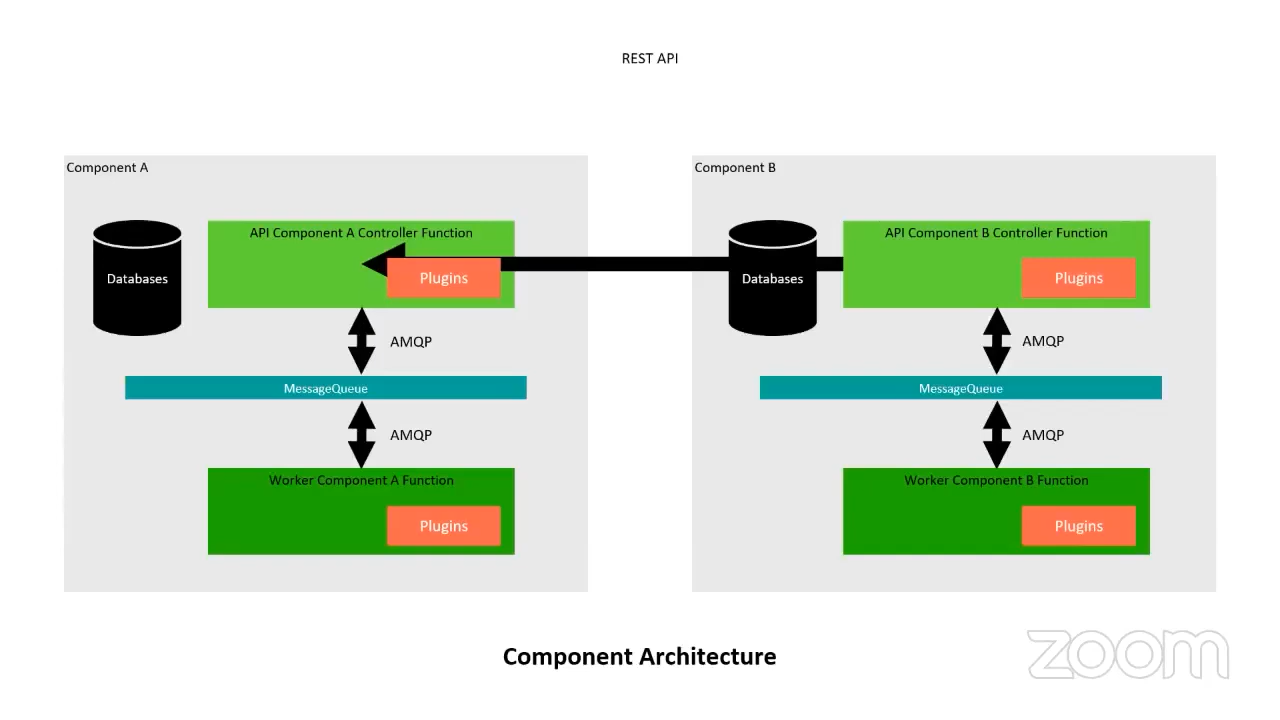 REST API
Component A
Component B
API Component A Controller Function
API Component B Controller Function
Databases
Plugins
Databases
Plugins
AMQP
AMQP
MessageQueue
MessageQueue
AMQP
AMQP
Worker Component A Function
Worker Component B Function
Plugins
Plugins
Component Architecture
zoom